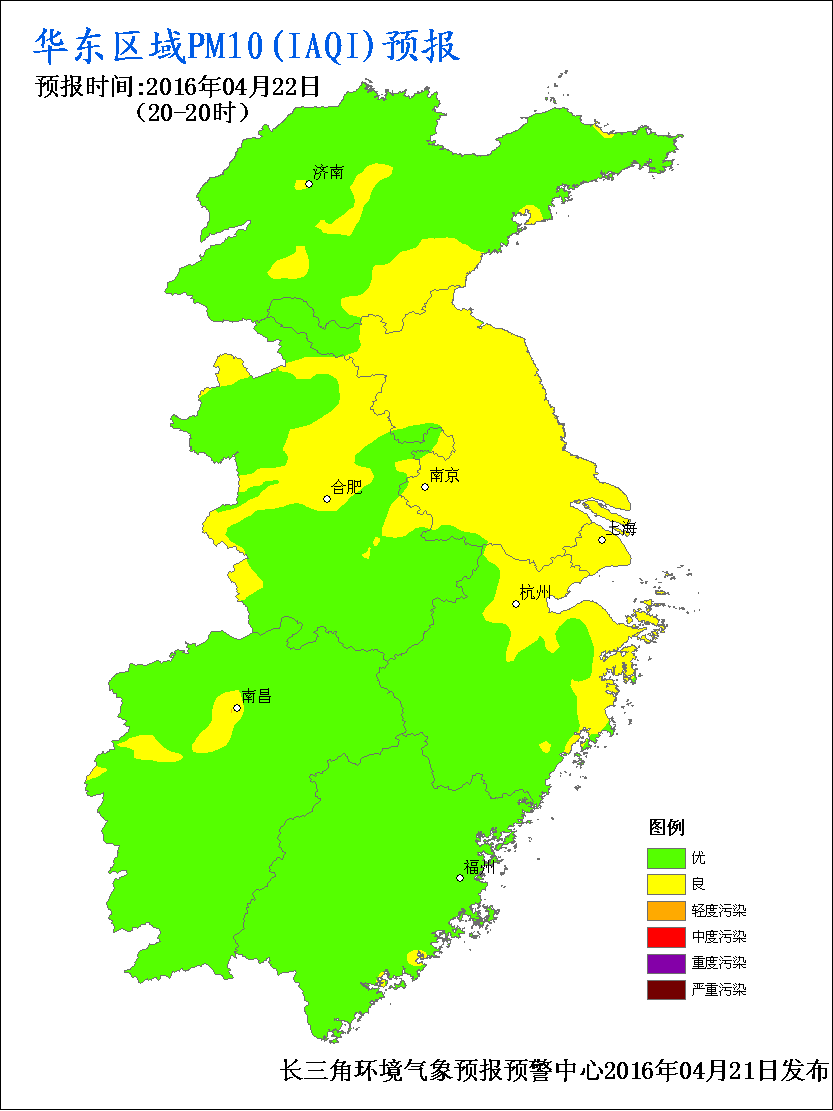 华东区域PM10(IAQI)预报
预报时间:2016年04月22日
(20-20时)
济南
合肥
南京
上海
杭州
南昌
福州
图例
优
良
轻度污染
中度污染
重度污染
严重污染
长三角环境气象预报预警中心2016年04月21日发布